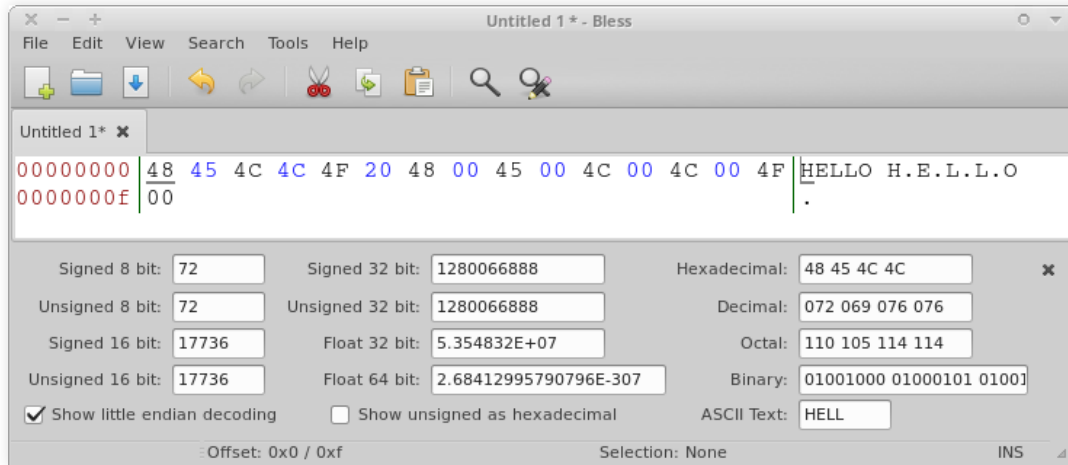 Untitled 1 * - Bless
File Edit View Search Tools Help
Untitled 1*
00000000 48 45 4C 4C 4F 20 48 00 45 00 4C 00 4C 00 4F HELLO H.E.L.L.O
0000000f 00 .
Signed 8 bit: 72 Signed 32 bit: 1280066888 Hexadecimal: 48 45 4C 4C
Unsigned 8 bit: 72 Unsigned 32 bit: 1280066888 Decimal: 072 069 076 076
Signed 16 bit: 17736 Float 32 bit: 5.354832E+07 Octal: 110 105 114 114
Unsigned 16 bit: 17736 Float 64 bit: 2.68412995790796E-307 Binary: 01001000 01000101 01001
Show little endian decoding Show unsigned as hexadecimal ASCII Text: HELL
Offset: 0x0 / 0xf Selection: None INS